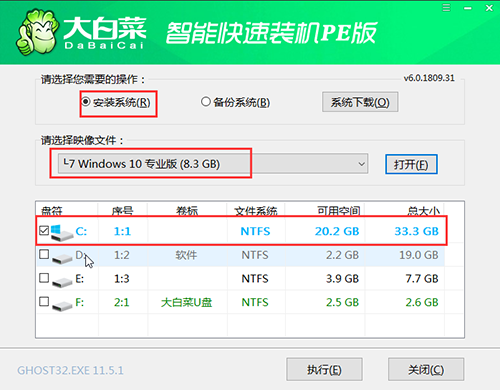 大白菜
DaBaiCai
智能快速装机PE版
请选择您需要的操作：
v6.0.1809.31
安装系统(R) 备份系统(B) 系统下载(O)
请选择映像文件：
└7 Windows 10 专业版 (8.3 GB) 打开(F)
盘符 序号 卷标 文件系统 可用空间 总大小
C: 1:1 NTFS 20.2 GB 33.3 GB
D: 1:2 软件 NTFS 2.2 GB 19.0 GB
E: 1:3 NTFS 3.9 GB 7.7 GB
F: 2:1 大白菜U盘 NTFS 2.5 GB 2.6 GB
GHOST32.EXE 11.5.1 执行(E) 关闭(C)